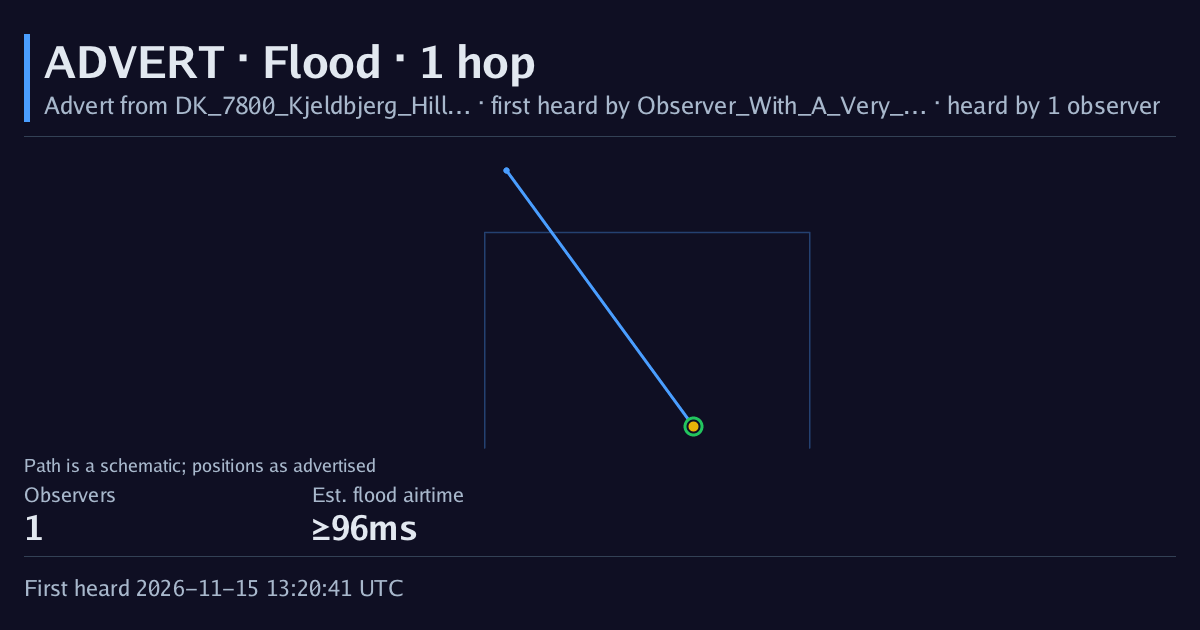 ADVERT · Flood · 1 hop
Advert from DK_7800_Kjeldbjerg_Hill… · first heard by Observer_With_A_Very_… · heard by 1 observer
Path is a schematic; positions as advertised
Observers
1
Est. flood airtime
≥96ms
First heard 2026−11−15 13:20:41 UTC